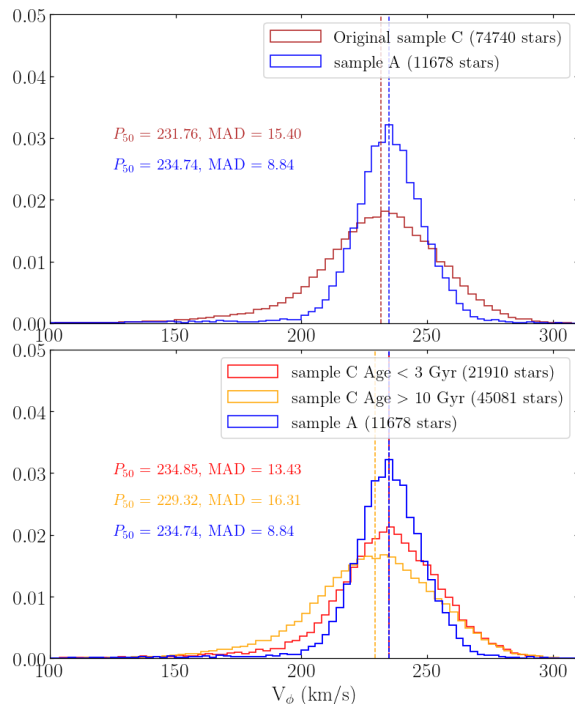 0.05
Original sample C (74740 stars)
sample A (11678 stars)
0.04
0.03
P50 = 231.76, MAD = 15.40
P50 = 234.74, MAD = 8.84
0.02
0.01
0.00
100 150 200 250 300
0.05
sample C Age < 3 Gyr (21910 stars)
sample C Age > 10 Gyr (45081 stars)
sample A (11678 stars)
0.04
0.03
P50 = 234.85, MAD = 13.43
P50 = 229.32, MAD = 16.31
P50 = 234.74, MAD = 8.84
0.02
0.01
0.00
100 150 200 250 300
Vϕ (km/s)